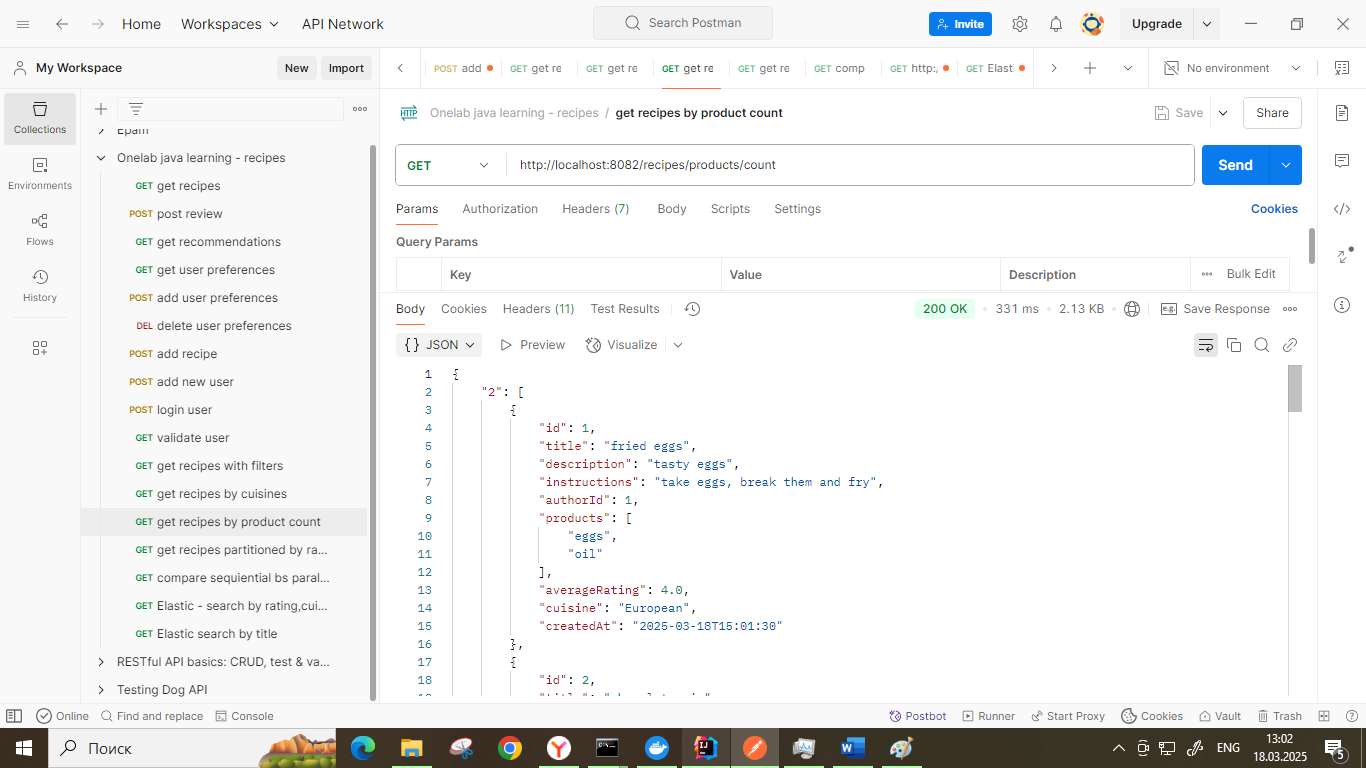 Home Workspaces API Network Search Postman Invite Upgrade
My Workspace New Import
POST add GET get re GET get re GET get re GET get re GET comp GET http:, GET Elast No environment
Collections
Environments
Flows
History
Epam
Onelab java learning - recipes
GET get recipes
POST post review
GET get recommendations
GET get user preferences
POST add user preferences
DEL delete user preferences
POST add recipe
POST add new user
POST login user
GET validate user
GET get recipes with filters
GET get recipes by cuisines
GET get recipes by product count
GET get recipes partitioned by ra...
GET compare sequiential bs paral...
GET Elastic - search by rating,cui...
GET Elastic search by title
RESTful API basics: CRUD, test & va...
Testing Dog API
HTTP Onelab java learning - recipes / get recipes by product count Save Share
GET http://localhost:8082/recipes/products/count Send
Params Authorization Headers (7) Body Scripts Settings Cookies
Query Params
Key Value Description Bulk Edit
Body Cookies Headers (11) Test Results 200 OK 331 ms 2.13 KB e.g. Save Response
{} JSON Preview Visualize
1 {
2 "2": [
3 {
4 "id": 1,
5 "title": "fried eggs",
6 "description": "tasty eggs",
7 "instructions": "take eggs, break them and fry",
8 "authorId": 1,
9 "products": [
10 "eggs",
11 "oil"
12 ],
13 "averageRating": 4.0,
14 "cuisine": "European",
15 "createdAt": "2025-03-18T15:01:30"
16 },
17 {
18 "id": 2,
Online Find and replace Console Postbot Runner Start Proxy Cookies Vault Trash
Поиск ENG 13:02 18.03.2025 5